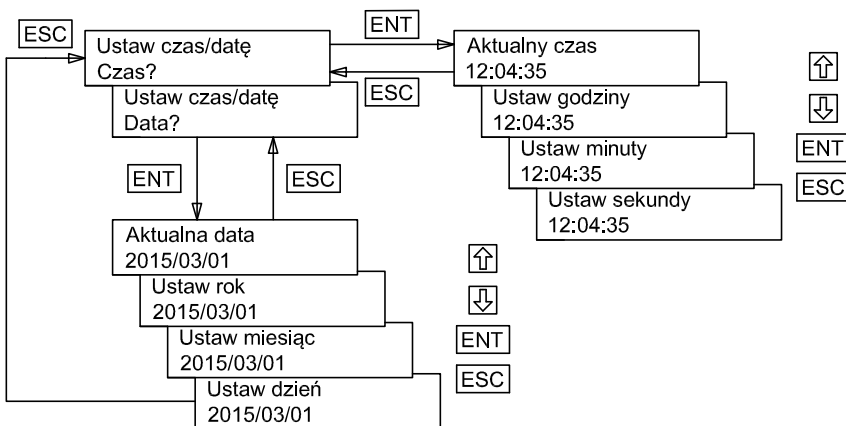 ESC
Ustaw czas/datę
Czas?
ENT
ESC
Aktualny czas
12:04:35
Ustaw czas/datę
Data?
Ustaw godziny
12:04:35
Ustaw minuty
12:04:35
ENT
ESC
Ustaw sekundy
12:04:35
ENT
ESC
Aktualna data
2015/03/01
Ustaw rok
2015/03/01
Ustaw miesiąc
2015/03/01
ENT
ESC
Ustaw dzień
2015/03/01